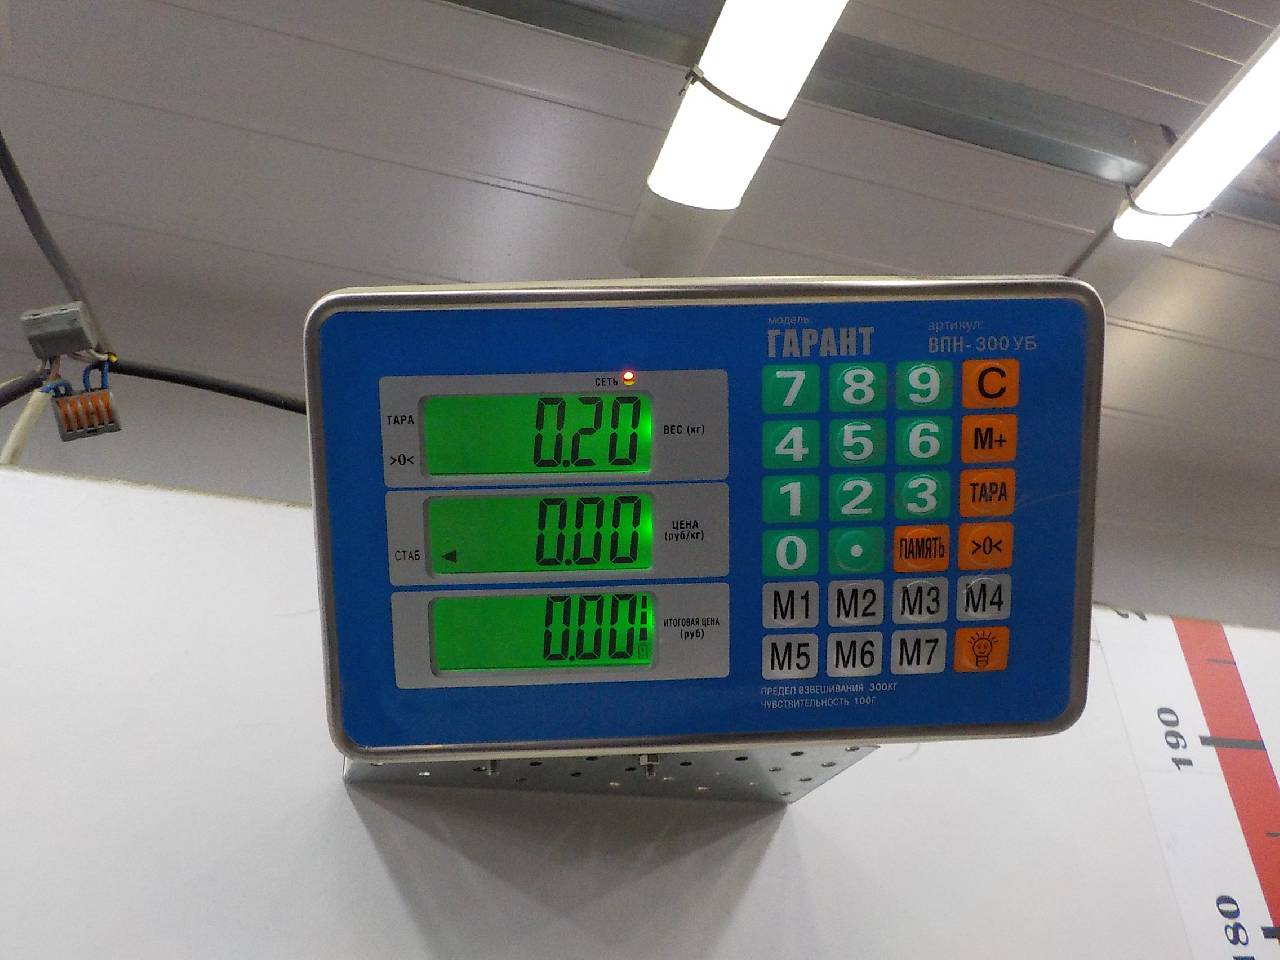 модель:
ГАРАНТ
артикул:
ВПН-300УБ
СЕТЬ
ТАРА
>0<
0.20
ВЕС (кг)
СТАБ
0.00
ЦЕНА
(руб/кг)
0.00
ИТОГОВАЯ ЦЕНА
(руб)
7 8 9 C
4 5 6 M+
1 2 3 ТАРА
0 . ПАМЯТЬ >0<
M1 M2 M3 M4
M5 M6 M7
ПРЕДЕЛ ВЗВЕШИВАНИЯ 300КГ
ЧУВСТВИТЕЛЬНОСТЬ 100Г
190
180